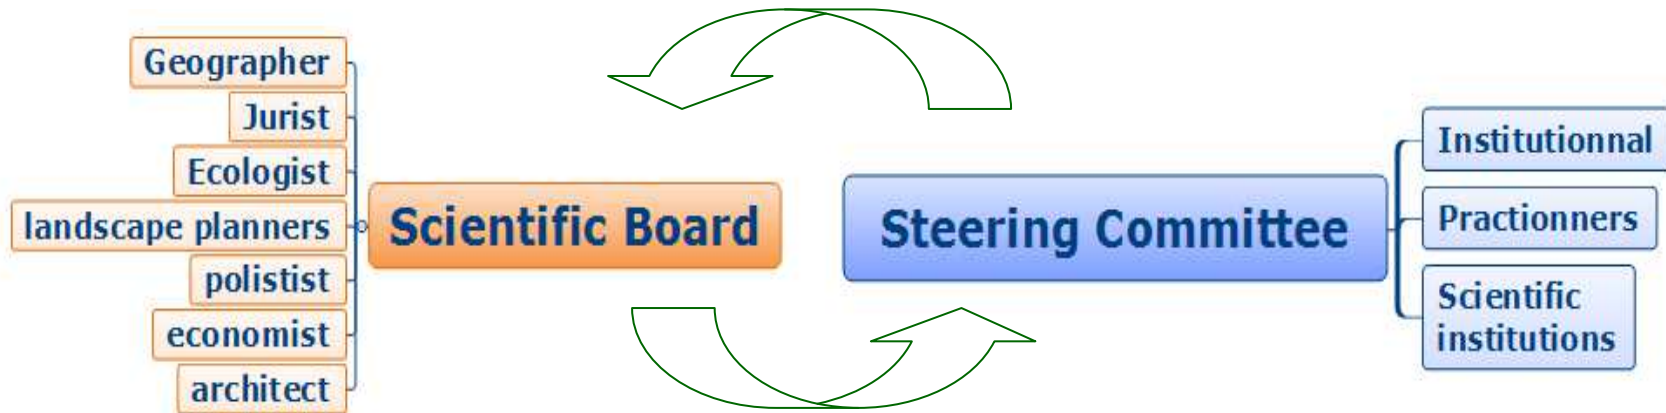 Geographer
Jurist
Ecologist
landscape planners
polistist
economist
architect
Scientific Board
Steering Committee
Institutionnal
Practionners
Scientific
institutions